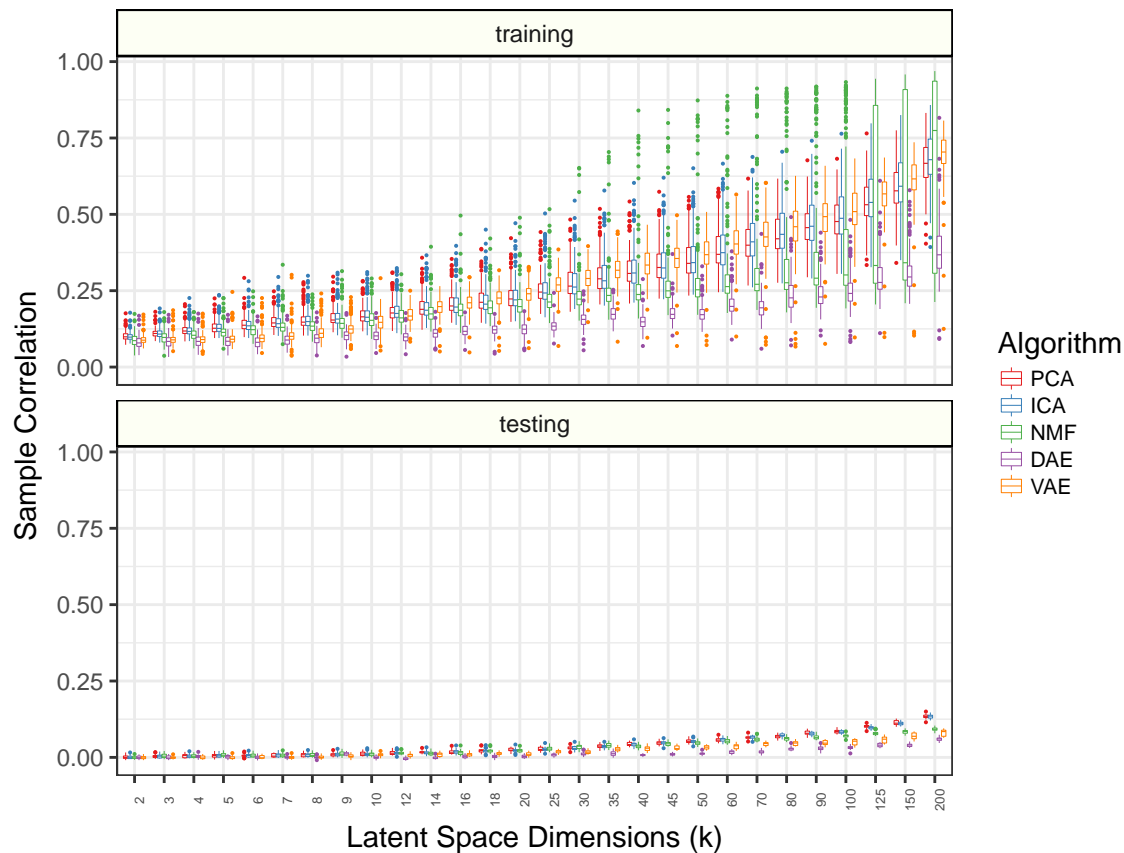 training
1.00
0.75
0.50
0.25
0.00
testing
1.00
0.75
0.50
0.25
0.00
Sample Correlation
2 3 4 5 6 7 8 9 10 12 14 16 18 20 25 30 35 40 45 50 60 70 80 90 100 125 150 200
Latent Space Dimensions (k)
Algorithm
PCA
ICA
NMF
DAE
VAE